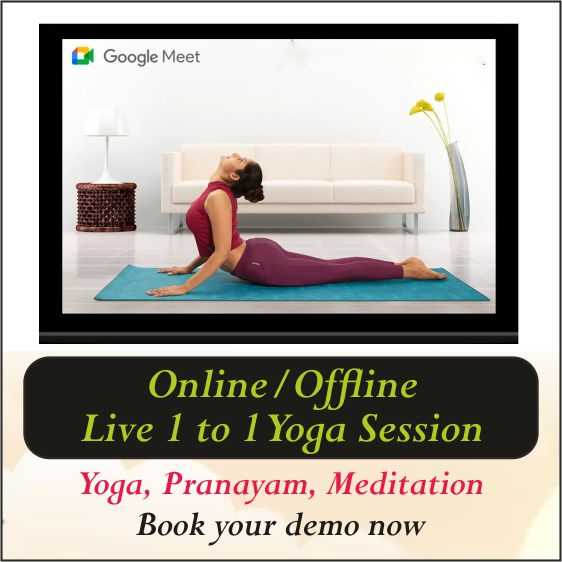 Google Meet
Online/Offline
Live 1 to 1 Yoga Session
Yoga, Pranayam, Meditation
Book your demo now